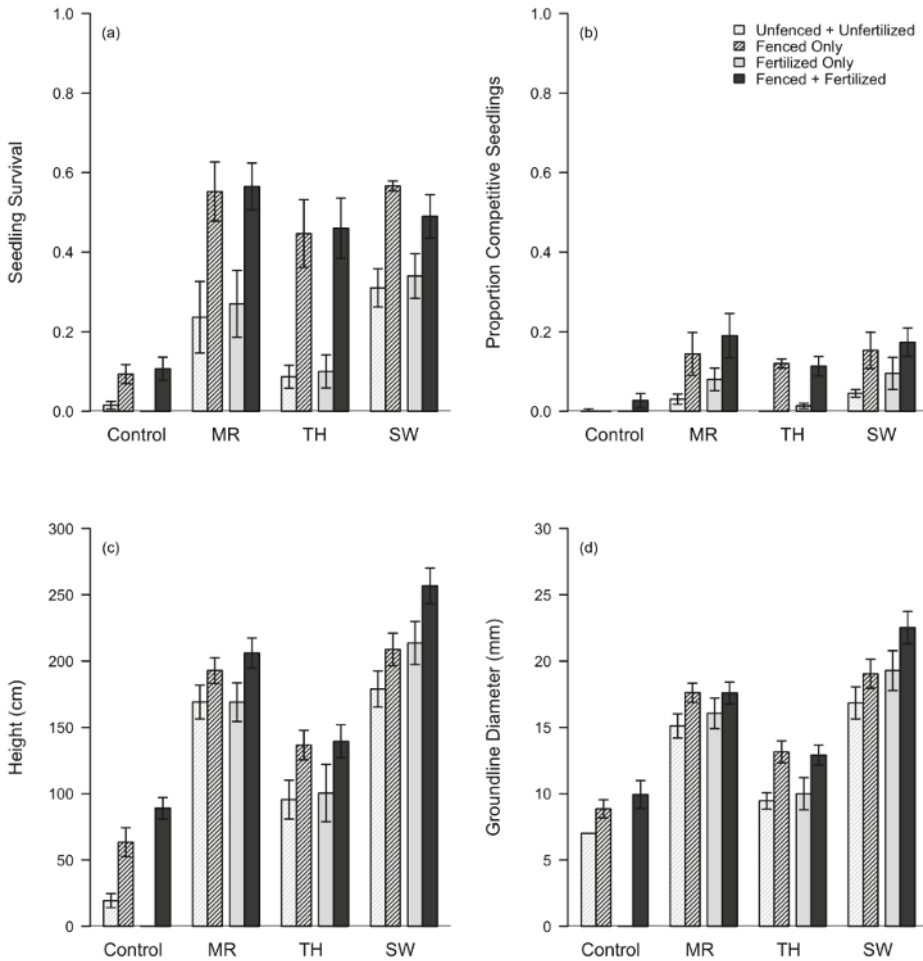 (a)
Seedling Survival
1.0
0.8
0.6
0.4
0.2
0.0
Control MR TH SW
(b)
Unfenced + Unfertilized
Fenced Only
Fertilized Only
Fenced + Fertilized
Proportion Competitive Seedlings
1.0
0.8
0.6
0.4
0.2
0.0
Control MR TH SW
(c)
Height (cm)
300
250
200
150
100
50
0
Control MR TH SW
(d)
Groundline Diameter (mm)
30
25
20
15
10
5
0
Control MR TH SW